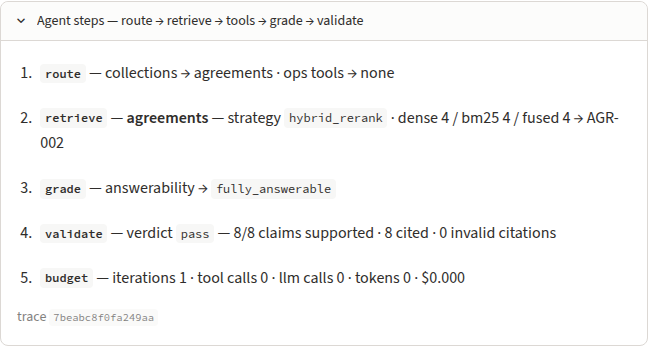 Agent steps — route → retrieve → tools → grade → validate
1. route — collections → agreements · ops tools → none
2. retrieve — agreements — strategy hybrid_rerank · dense 4 / bm25 4 / fused 4 → AGR-
002
3. grade — answerability → fully_answerable
4. validate — verdict pass — 8/8 claims supported · 8 cited · 0 invalid citations
5. budget — iterations 1 · tool calls 0 · llm calls 0 · tokens 0 · $0.000
trace 7beabc8f0fa249aa